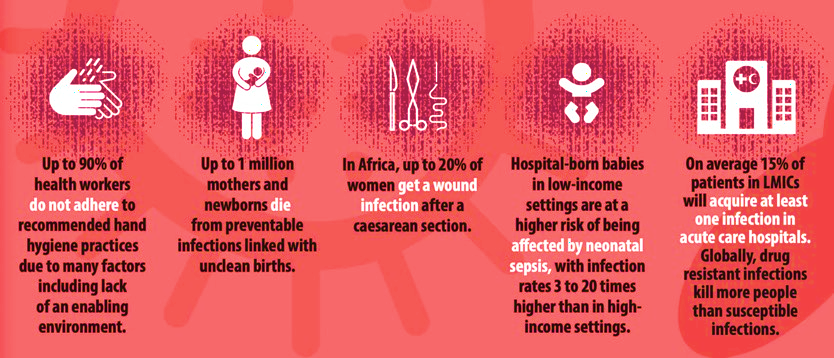 Up to 90% of
health workers
do not adhere to
recommended hand
hygiene practices
due to many factors
including lack
of an enabling
environment.
Up to 1 million
mothers and
newborns die
from preventable
infections linked with
unclean births.
In Africa, up to 20% of
women get a wound
infection after a
caesarean section.
Hospital-born babies
in low-income
settings are at a
higher risk of being
affected by neonatal
sepsis, with infection
rates 3 to 20 times
higher than in high-
income settings.
On average 15% of
patients in LMICs
will acquire at least
one infection in
acute care hospitals.
Globally, drug
resistant infections
kill more people
than susceptible
infections.